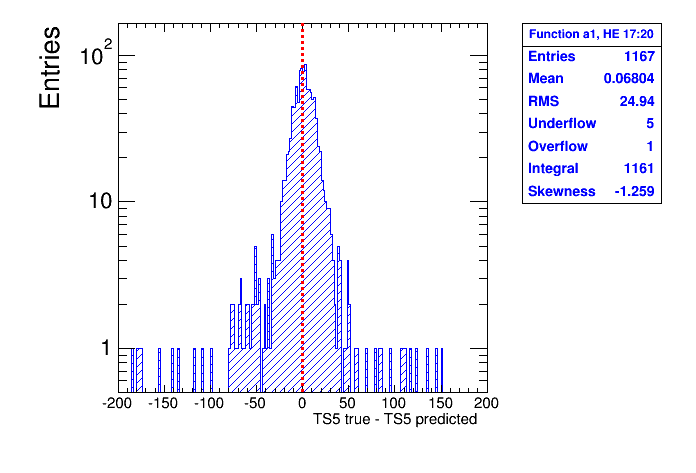 Function a1, HE 17:20
Entries 1167
Mean 0.06804
RMS 24.94
Underflow 5
Overflow 1
Integral 1161
Skewness -1.259
Entries
10²
10
1
-200 -150 -100 -50 0 50 100 150 200
TS5 true - TS5 predicted